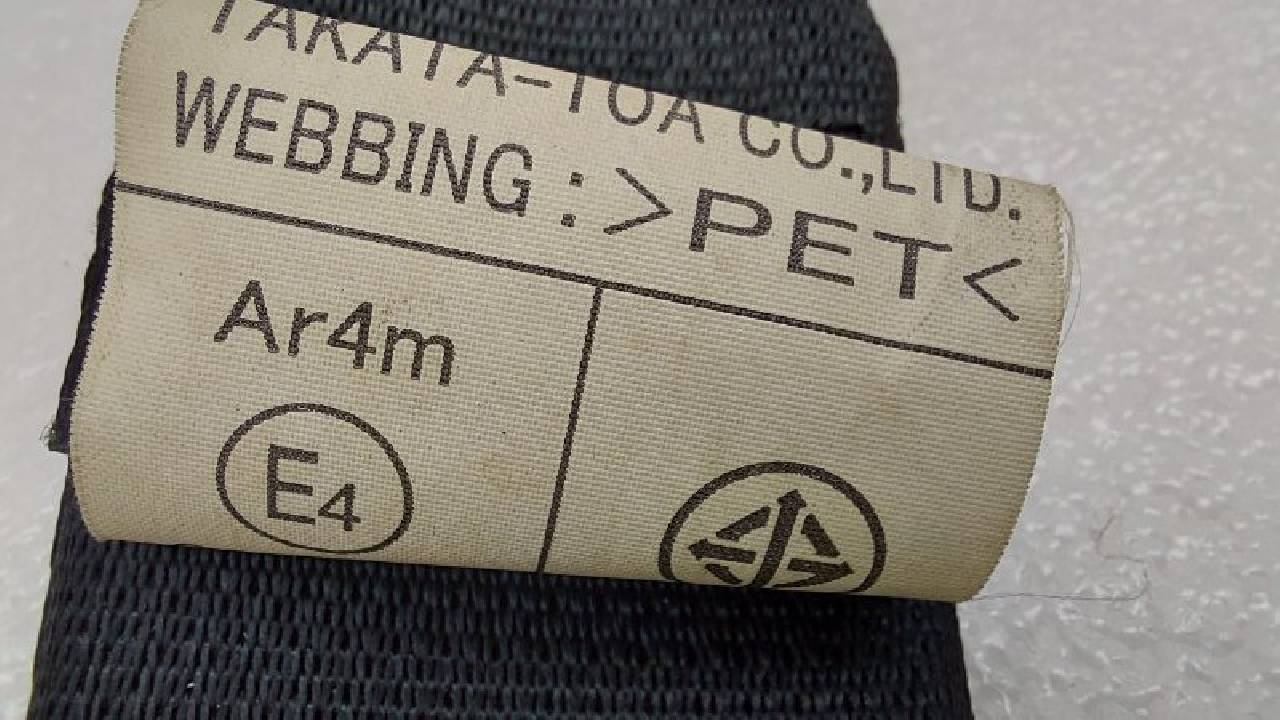 TAKATA-TOA CO.,LTD.
WEBBING :>PET<
Ar4m
E4